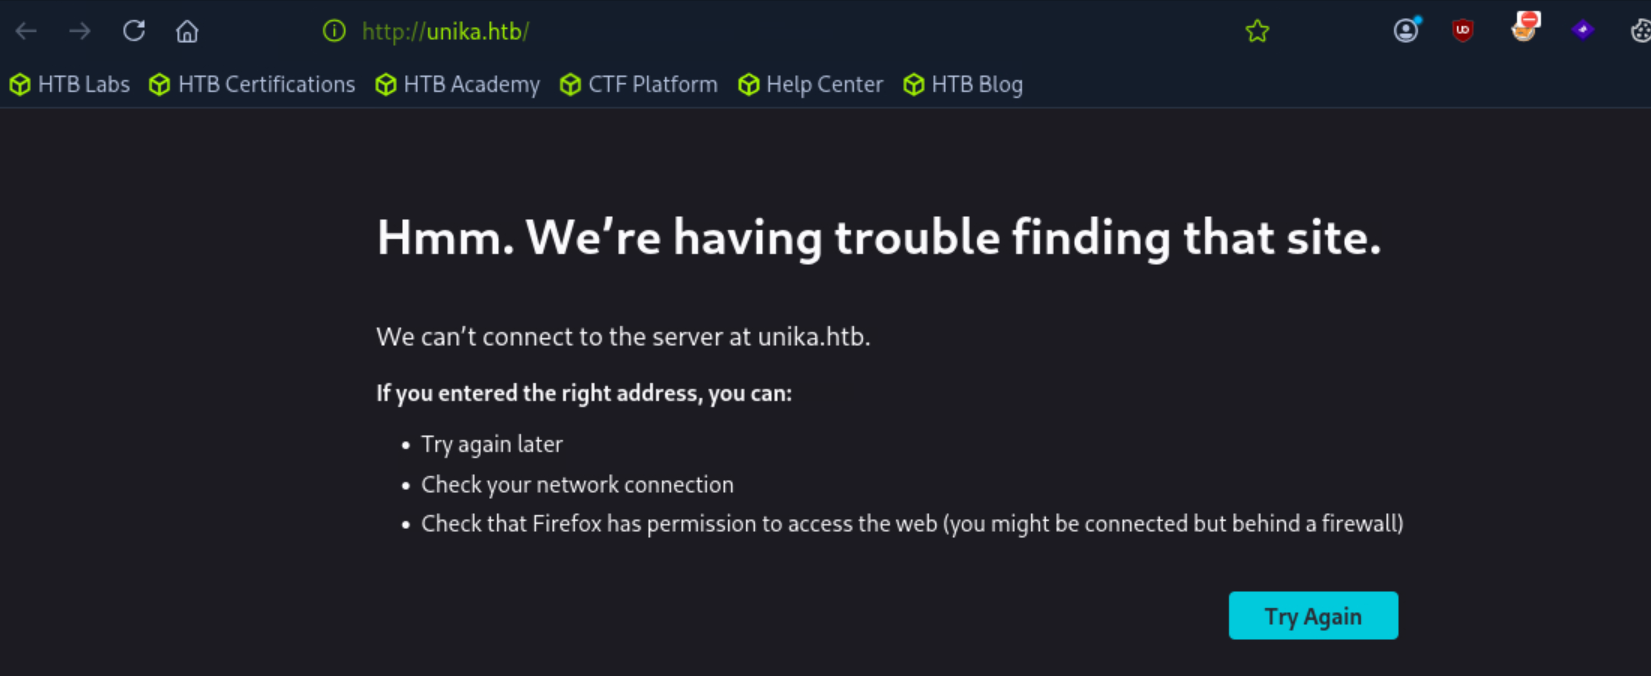 http://unika.htb/
HTB Labs HTB Certifications HTB Academy CTF Platform Help Center HTB Blog
Hmm. We’re having trouble finding that site.
We can’t connect to the server at unika.htb.
If you entered the right address, you can:
• Try again later
• Check your network connection
• Check that Firefox has permission to access the web (you might be connected but behind a firewall)
Try Again